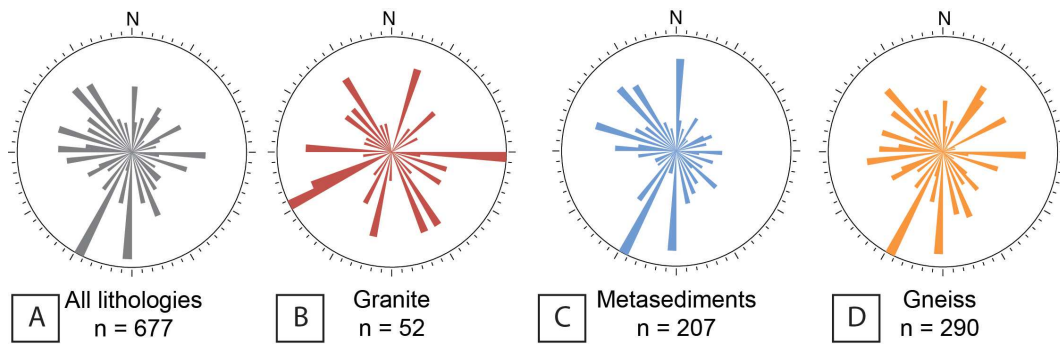 N
N
N
N
A
All lithologies
n = 677
B
Granite
n = 52
C
Metasediments
n = 207
D
Gneiss
n = 290